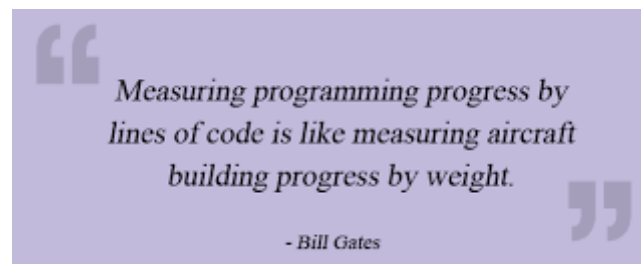 Measuring programming progress by
lines of code is like measuring aircraft
building progress by weight.
- Bill Gates